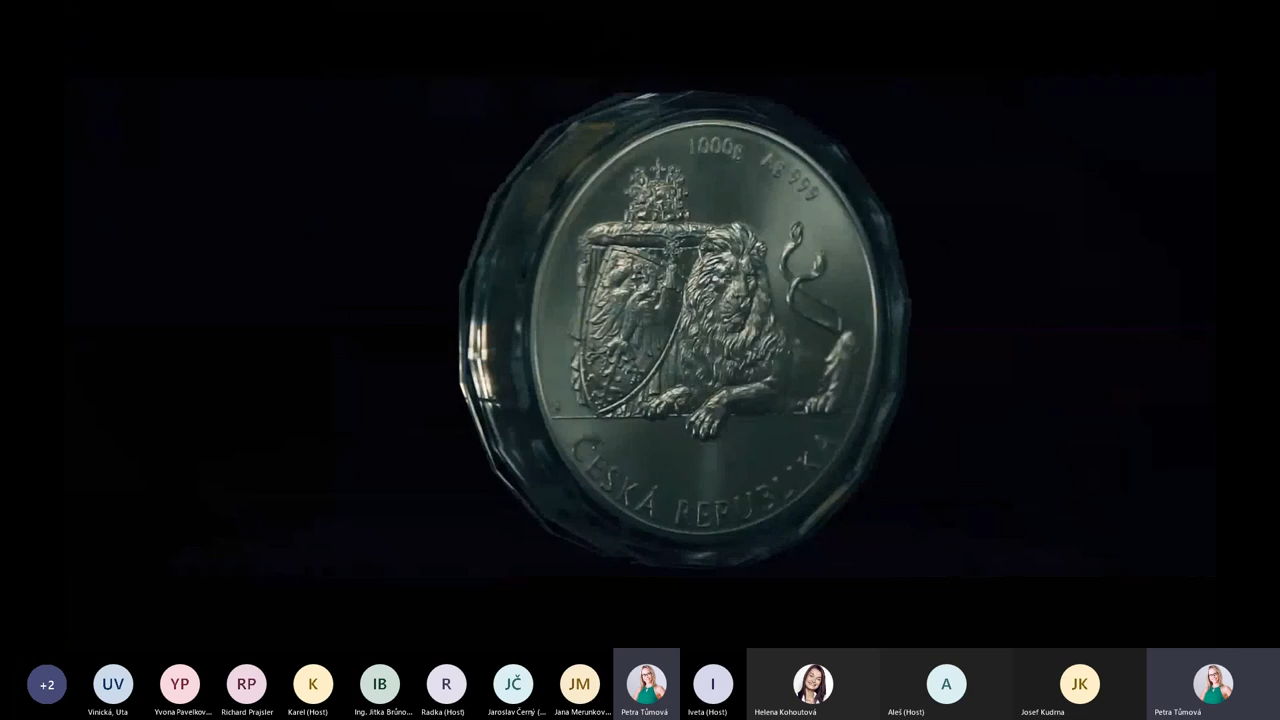 1000g Ag 999
ČESKÁ REPUBLIKA
+2
UV
YP
RP
K
IB
R
JČ
JM
I
A
JK
Vinická, Uta
Yvona Pavelkov...
Richard Prajsler
Karel (Host)
Ing. Jitka Brůno...
Radka (Host)
Jaroslav Černý (...
Jana Merunkov...
Petra Tůmová
Iveta (Host)
Helena Kohoutová
Aleš (Host)
Josef Kudrna
Petra Tůmová